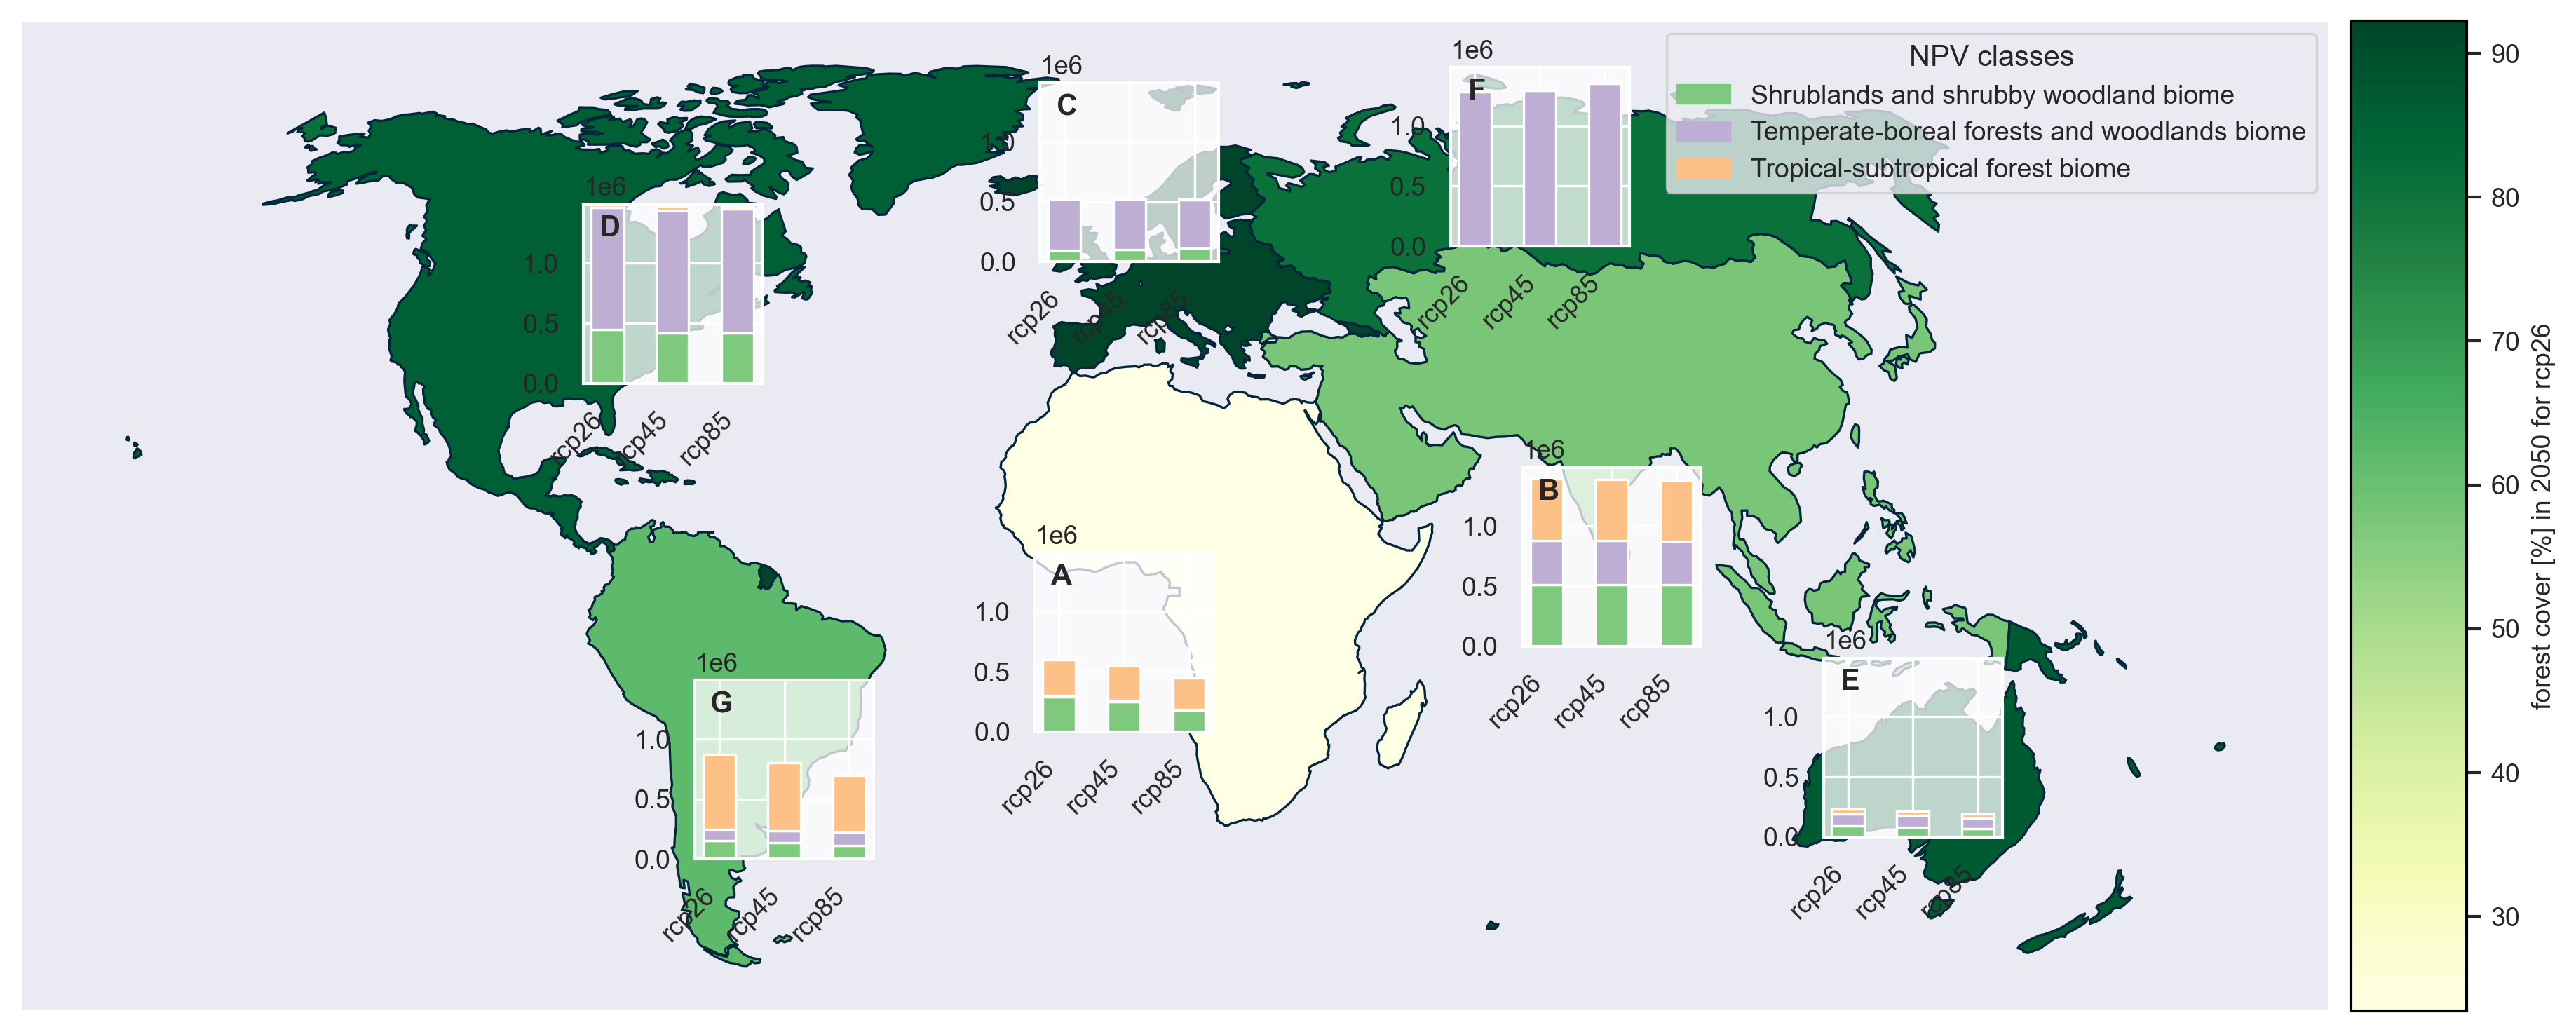 NPV classes
Shrublands and shrubby woodland biome
Temperate-boreal forests and woodlands biome
Tropical-subtropical forest biome
1e6
F
1.0
0.5
0.0
rcp26
rcp45
rcp85
1e6
C
1.0
0.5
0.0
rcp26
rcp45
rcp85
1e6
D
1.0
0.5
0.0
rcp26
rcp45
rcp85
1e6
B
1.0
0.5
0.0
rcp26
rcp45
rcp85
1e6
A
1.0
0.5
0.0
rcp26
rcp45
rcp85
1e6
E
1.0
0.5
0.0
rcp26
rcp45
rcp85
1e6
G
1.0
0.5
0.0
rcp26
rcp45
rcp85
90
80
70
60
50
40
30
forest cover [%] in 2050 for rcp26